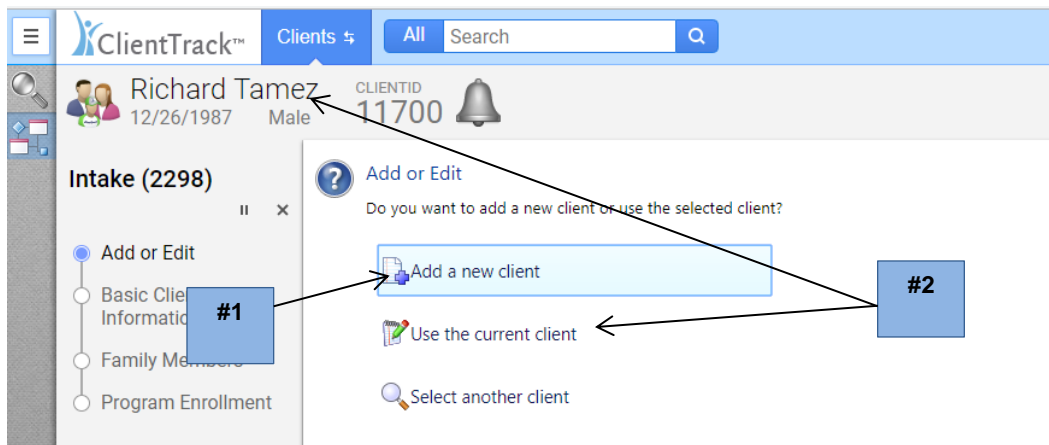 ClientTrack™
Clients
All
Search
Richard Tamez
12/26/1987 Male
CLIENTID
11700
Intake (2298)
Add or Edit
Basic Clie
Informatio
Family Members
Program Enrollment
Add or Edit
Do you want to add a new client or use the selected client?
Add a new client
Use the current client
Select another client
#1
#2